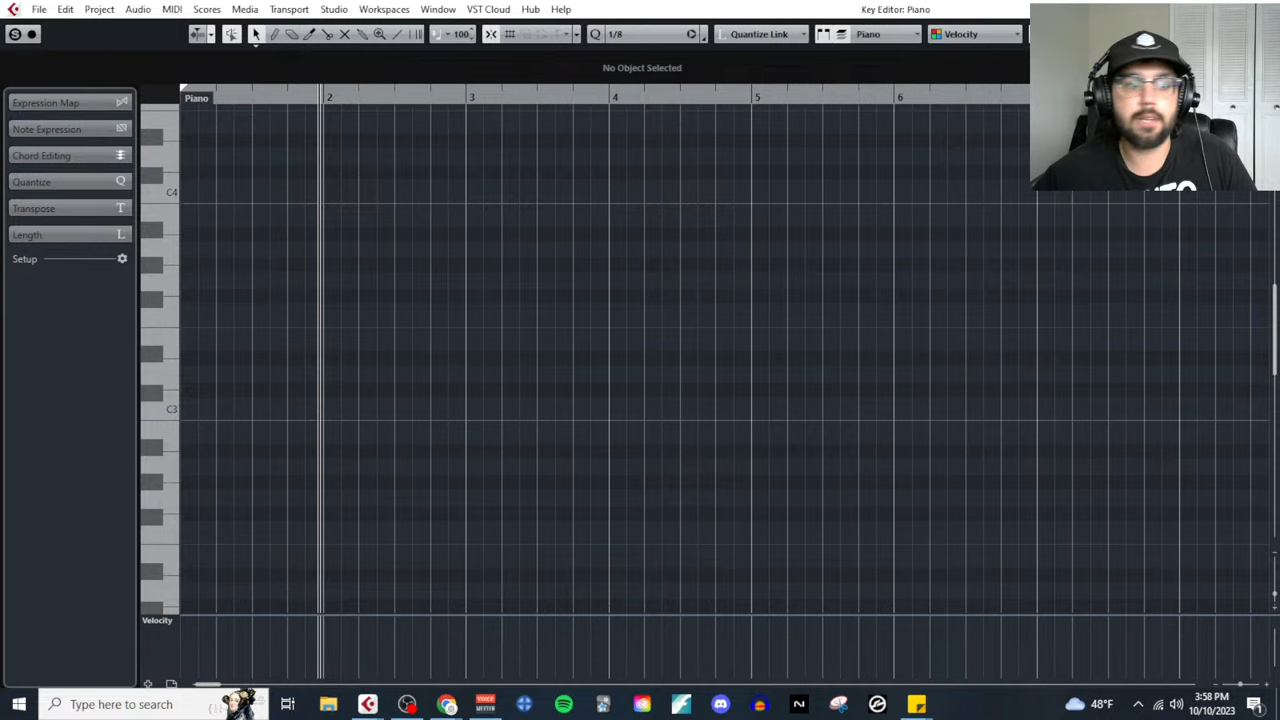 File Edit Project Audio MIDI Scores Media Transport Studio Workspaces Window VST Cloud Hub Help Key Editor: Piano
S 100 Q 1/8 L Quantize Link Piano Velocity
No Object Selected
Piano 2 3 4 5 6
Expression Map
Note Expression
Chord Editing
Quantize Q
Transpose T
Length L
Setup
C4
C3
Velocity
Type here to search
VOICE MEETER
N
48°F
3:58 PM
10/10/2023
1